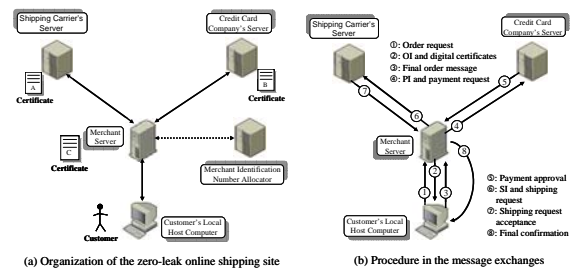 Shipping Carrier's
Server
Credit Card
Company's Server
A
Certificate
B
Certificate
Merchant
Server
C
Certificate
Merchant Identification
Number Allocator
Customer
Customer's Local
Host Computer
(a) Organization of the zero-leak online shipping site
Shipping Carrier's
Server
Credit Card
Company's Server
①: Order request
②: OI and digital certificates
③: Final order message
④: PI and payment request
⑦
⑤
⑥
④
Merchant
Server
⑧
②
①
③
⑤: Payment approval
⑥: SI and shipping
request
⑦: Shipping request
acceptance
⑧: Final confirmation
Customer's Local
Host Computer
(b) Procedure in the message exchanges